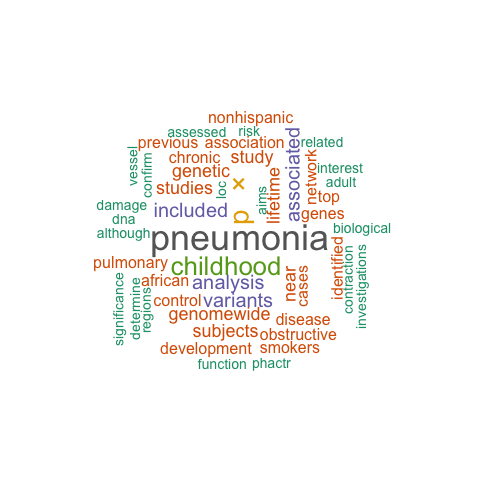 nonhispanic
assessed risk
previous association related
chronic study
vessel
confirm
genetic
studies
loc
×
aims
lifetime
associated
network
interest
adult
top
damage
dna
although
included
p
genes
biological
pneumonia
pulmonary childhood
african analysis
near
cases
identified
contraction
investigations
significance
determine
regions
control variants
genomewide
subjects disease
obstructive
development smokers
function phactr